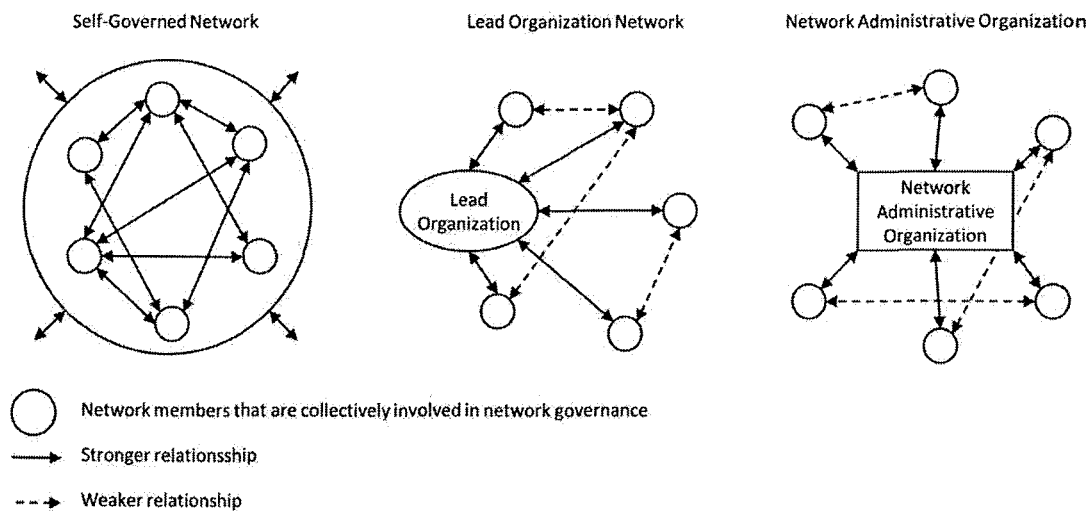 Self-Governed Network
Lead Organization Network
Network Administrative Organization
Lead
Organization
Network
Administrative
Organization
Network members that are collectively involved in network governance
Stronger relationsship
Weaker relationship